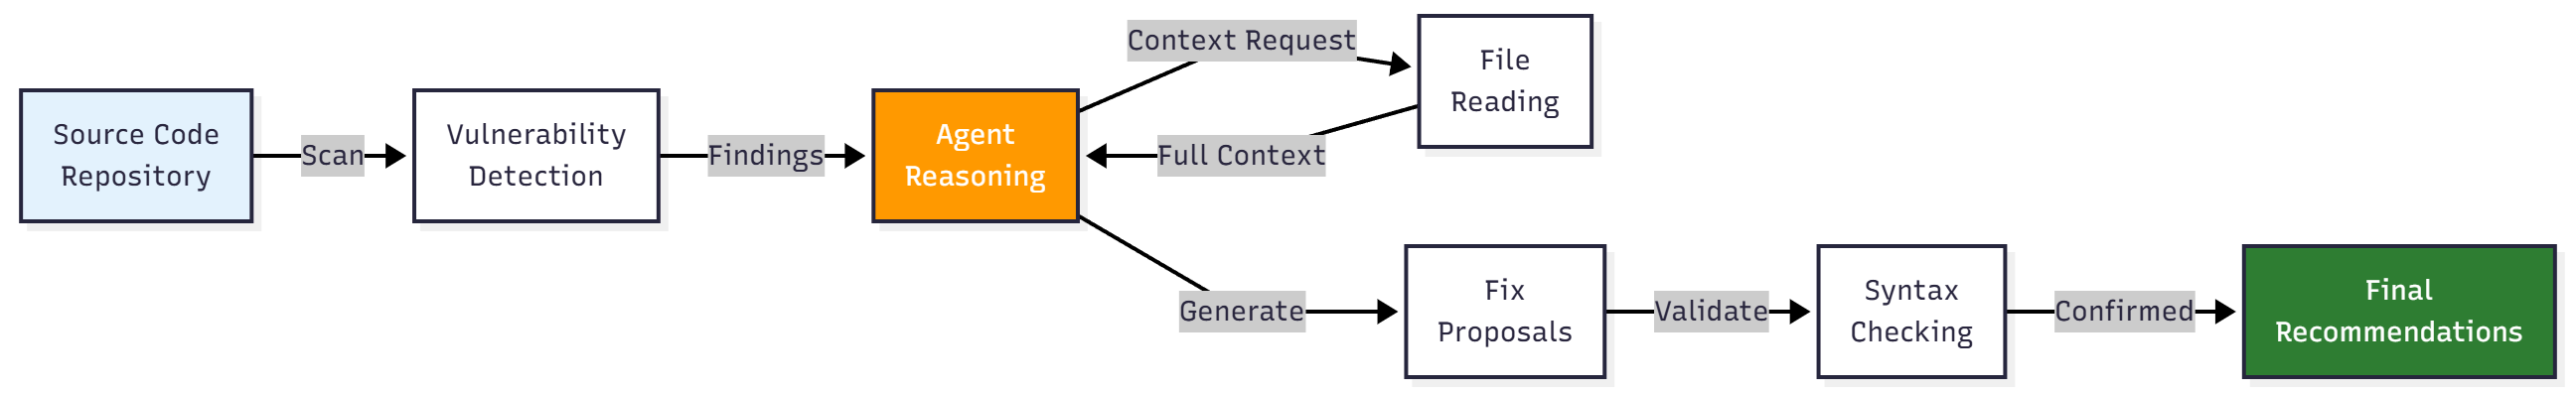 Source Code
Repository
Scan
Vulnerability
Detection
Findings
Agent
Reasoning
Context Request
File
Reading
Full Context
Generate
Fix
Proposals
Validate
Syntax
Checking
Confirmed
Final
Recommendations